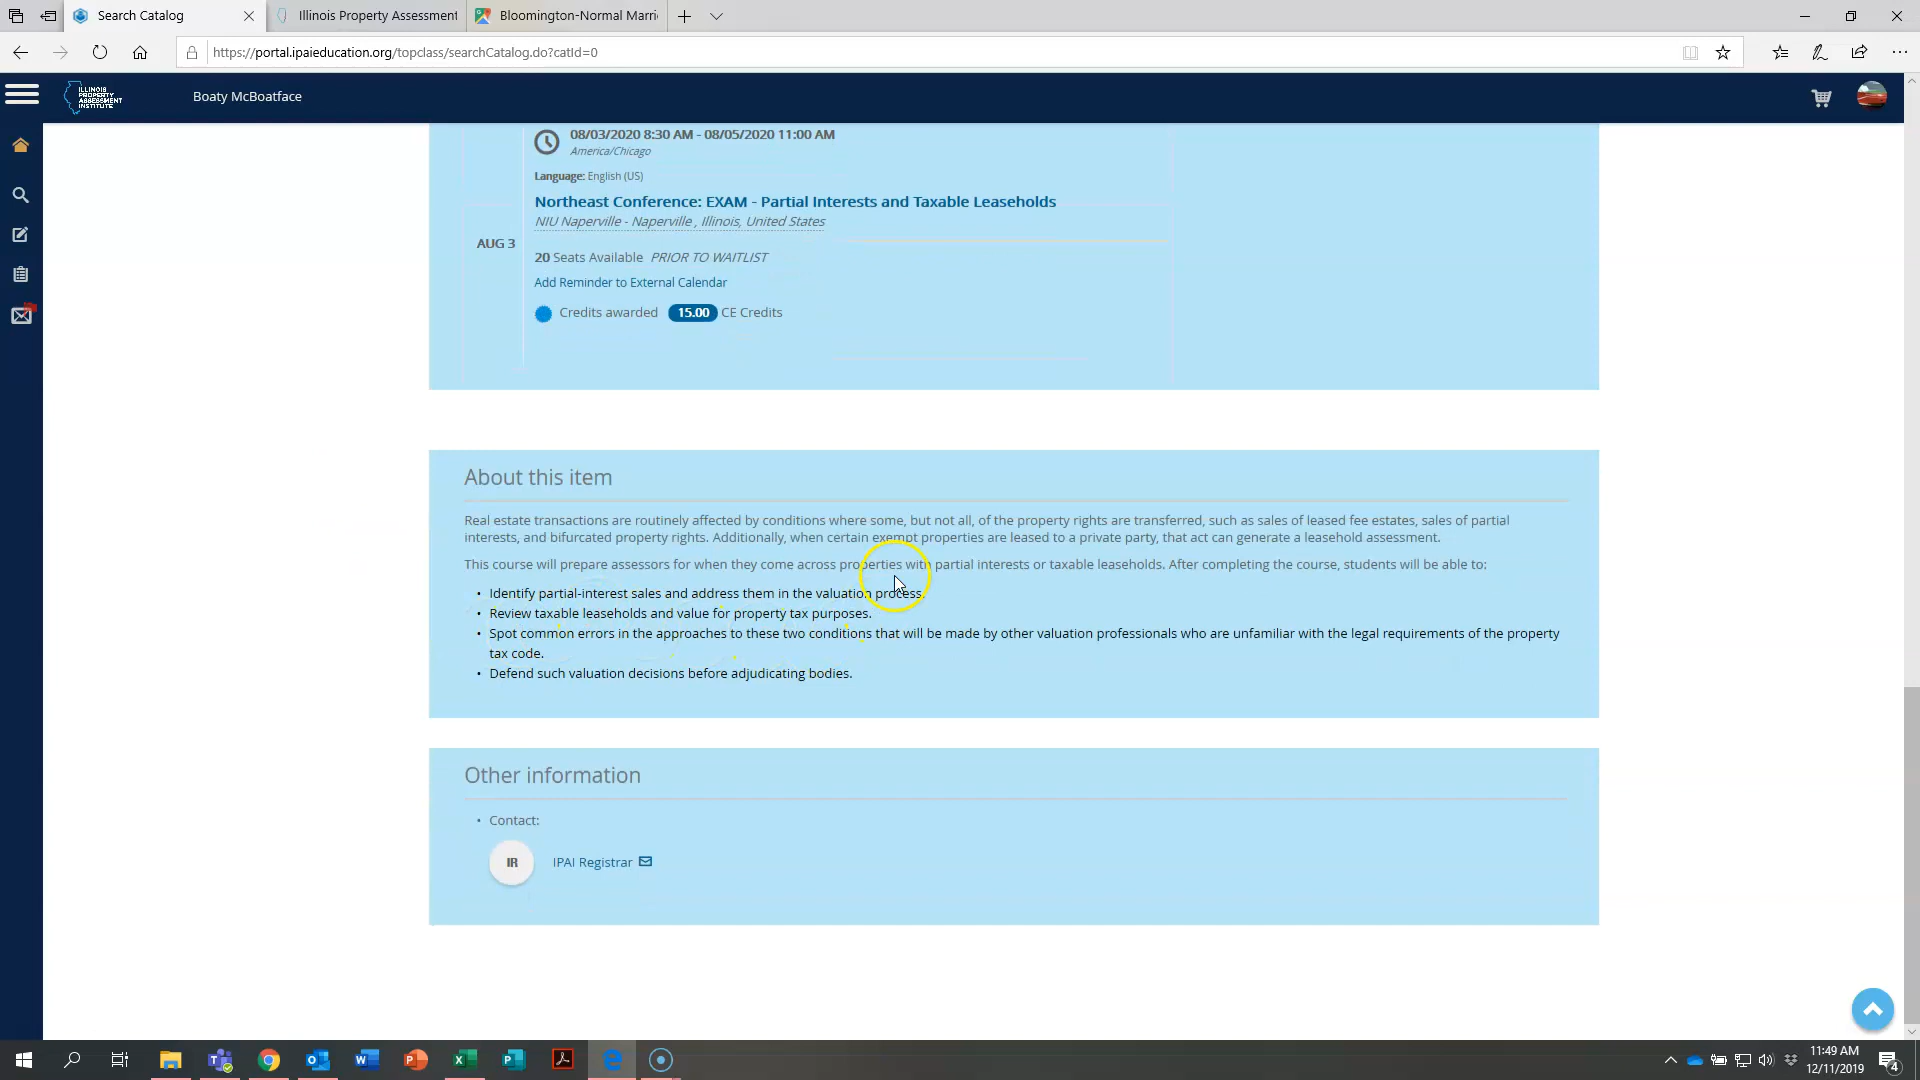 Search Catalog
Illinois Property Assessment
Bloomington-Normal Marri
https://portal.ipaieducation.org/topclass/searchCatalog.do?catId=0
ILLINOIS
PROPERTY
ASSESSMENT
INSTITUTE
Boaty McBoatface
08/03/2020 8:30 AM - 08/05/2020 11:00 AM
America/Chicago
Language: English (US)
Northeast Conference: EXAM - Partial Interests and Taxable Leaseholds
NIU Naperville - Naperville , Illinois, United States
AUG 3
20 Seats Available PRIOR TO WAITLIST
Add Reminder to External Calendar
Credits awarded 15.00 CE Credits
About this item
Real estate transactions are routinely affected by conditions where some, but not all, of the property rights are transferred, such as sales of leased fee estates, sales of partial
interests, and bifurcated property rights. Additionally, when certain exempt properties are leased to a private party, that act can generate a leasehold assessment.
This course will prepare assessors for when they come across properties with partial interests or taxable leaseholds. After completing the course, students will be able to:
• Identify partial-interest sales and address them in the valuation process.
• Review taxable leaseholds and value for property tax purposes.
• Spot common errors in the approaches to these two conditions that will be made by other valuation professionals who are unfamiliar with the legal requirements of the property
tax code.
• Defend such valuation decisions before adjudicating bodies.
Other information
• Contact:
IR
IPAI Registrar
11:49 AM
12/11/2019
4